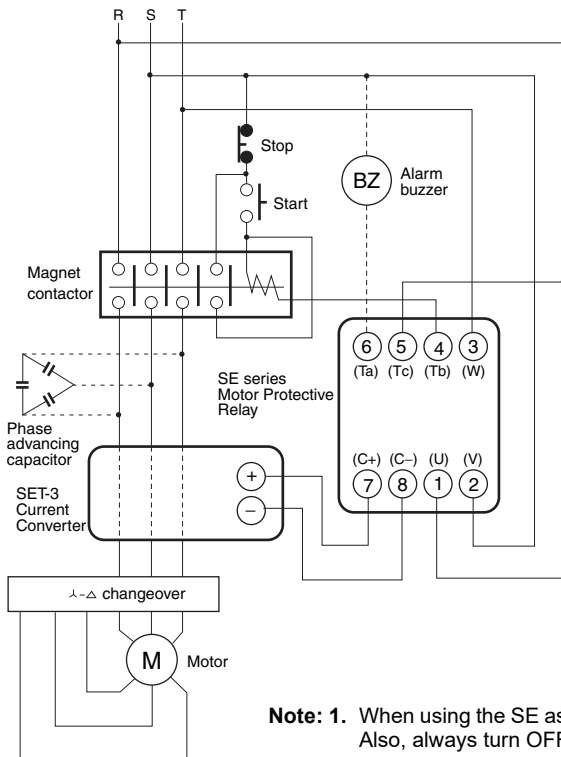 R S T
Stop
BZ
Alarm
buzzer
Start
Magnet
contactor
6 5 4 3
(Ta) (Tc) (Tb) (W)
SE series
Motor Protective
Relay
Phase
advancing
capacitor
(C+) (C−) (U) (V)
7 8 1 2
SET-3
Current
Converter
+
−
⅄-△ changeover
M
Motor
Note: 1. When using the SE as
Also, always turn OFF